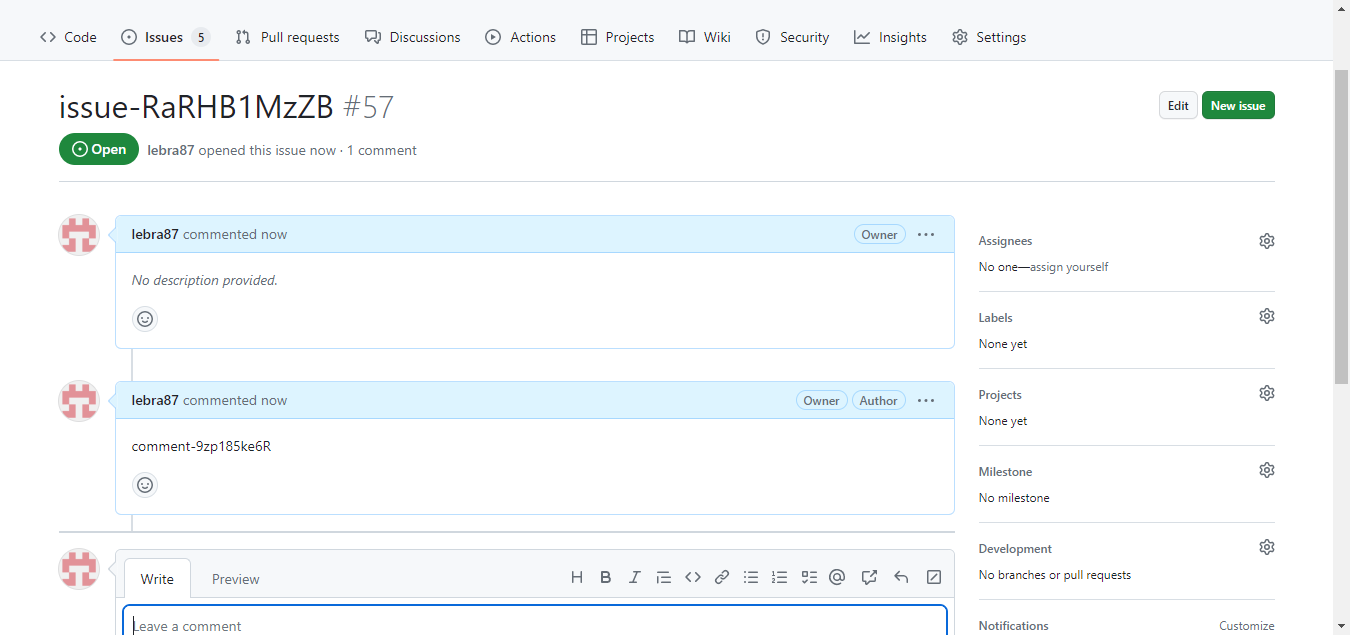 Code Issues 5 Pull requests Discussions Actions Projects Wiki Security Insights Settings
issue-RaRHB1MzZB #57
Edit New issue
Open lebra87 opened this issue now · 1 comment
lebra87 commented now Owner
No description provided.
lebra87 commented now Owner Author
comment-9zp185ke6R
Write Preview
Leave a comment
Assignees
No one—assign yourself
Labels
None yet
Projects
None yet
Milestone
No milestone
Development
No branches or pull requests
Notifications Customize